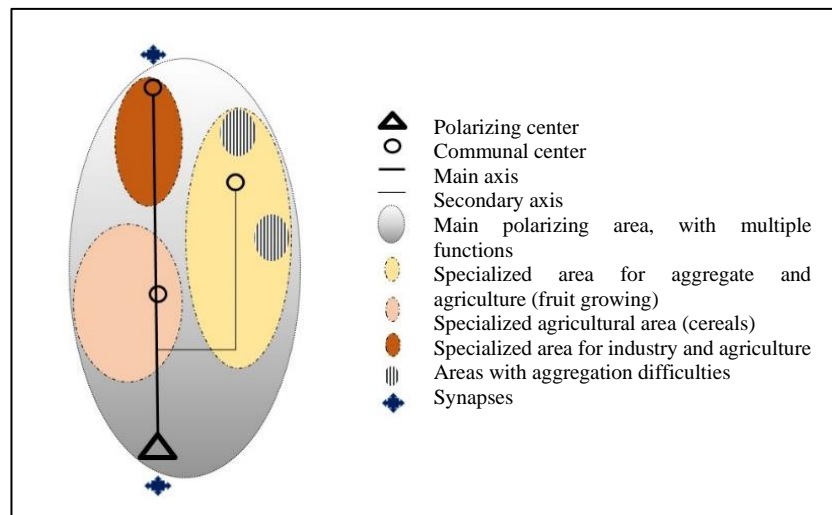 Polarizing center
Communal center
Main axis
Secondary axis
Main polarizing area, with multiple
functions
Specialized area for aggregate and
agriculture (fruit growing)
Specialized agricultural area (cereals)
Specialized area for industry and agriculture
Areas with aggregation difficulties
Synapses